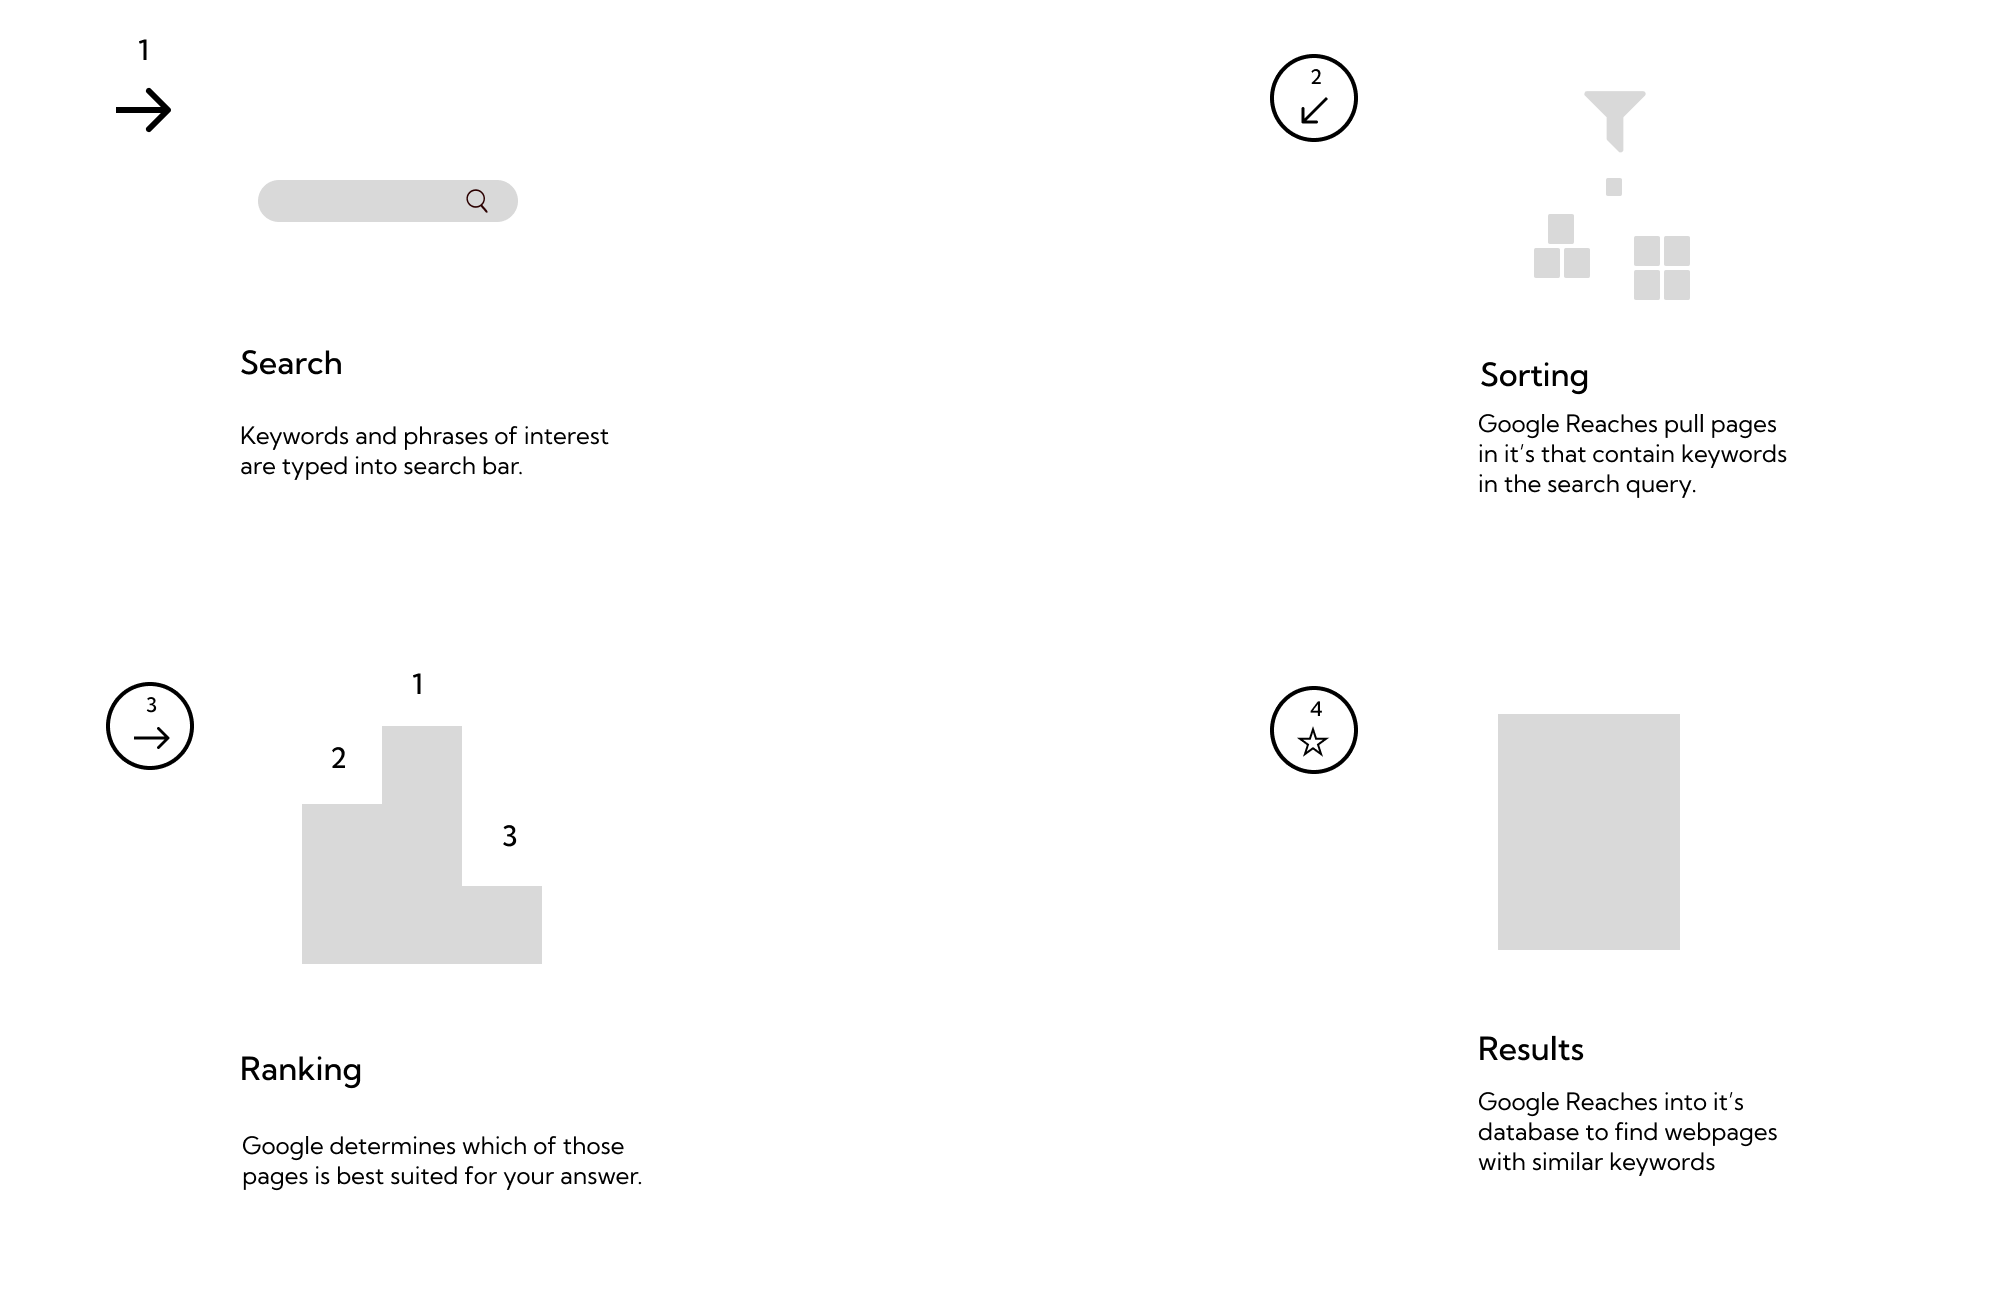 1
Search
Keywords and phrases of interest
are typed into search bar.
2
Sorting
Google Reaches pull pages
in it’s that contain keywords
in the search query.
3
1
2
3
Ranking
Google determines which of those
pages is best suited for your answer.
4
Results
Google Reaches into it’s
database to find webpages
with similar keywords